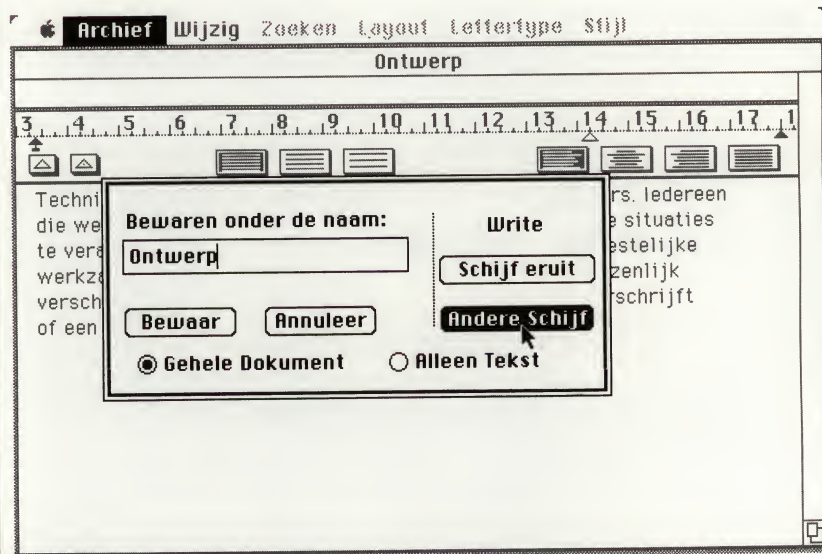 Archief Wijzig Zoeken Layout Lettertype Stijl
Ontwerp
3 4 5 6 7 8 9 10 11 12 13 14 15 16 17 1
Techni
die we
te vera
werkza
versch
of een
rs. Iedereen
e situaties
estelijke
zenlijk
rschrijft
Bewaren onder de naam:
Ontwerp
Bewaar Annuleer
Gehele Dokument Alleen Tekst
Write
Schijf eruit
Andere Schijf